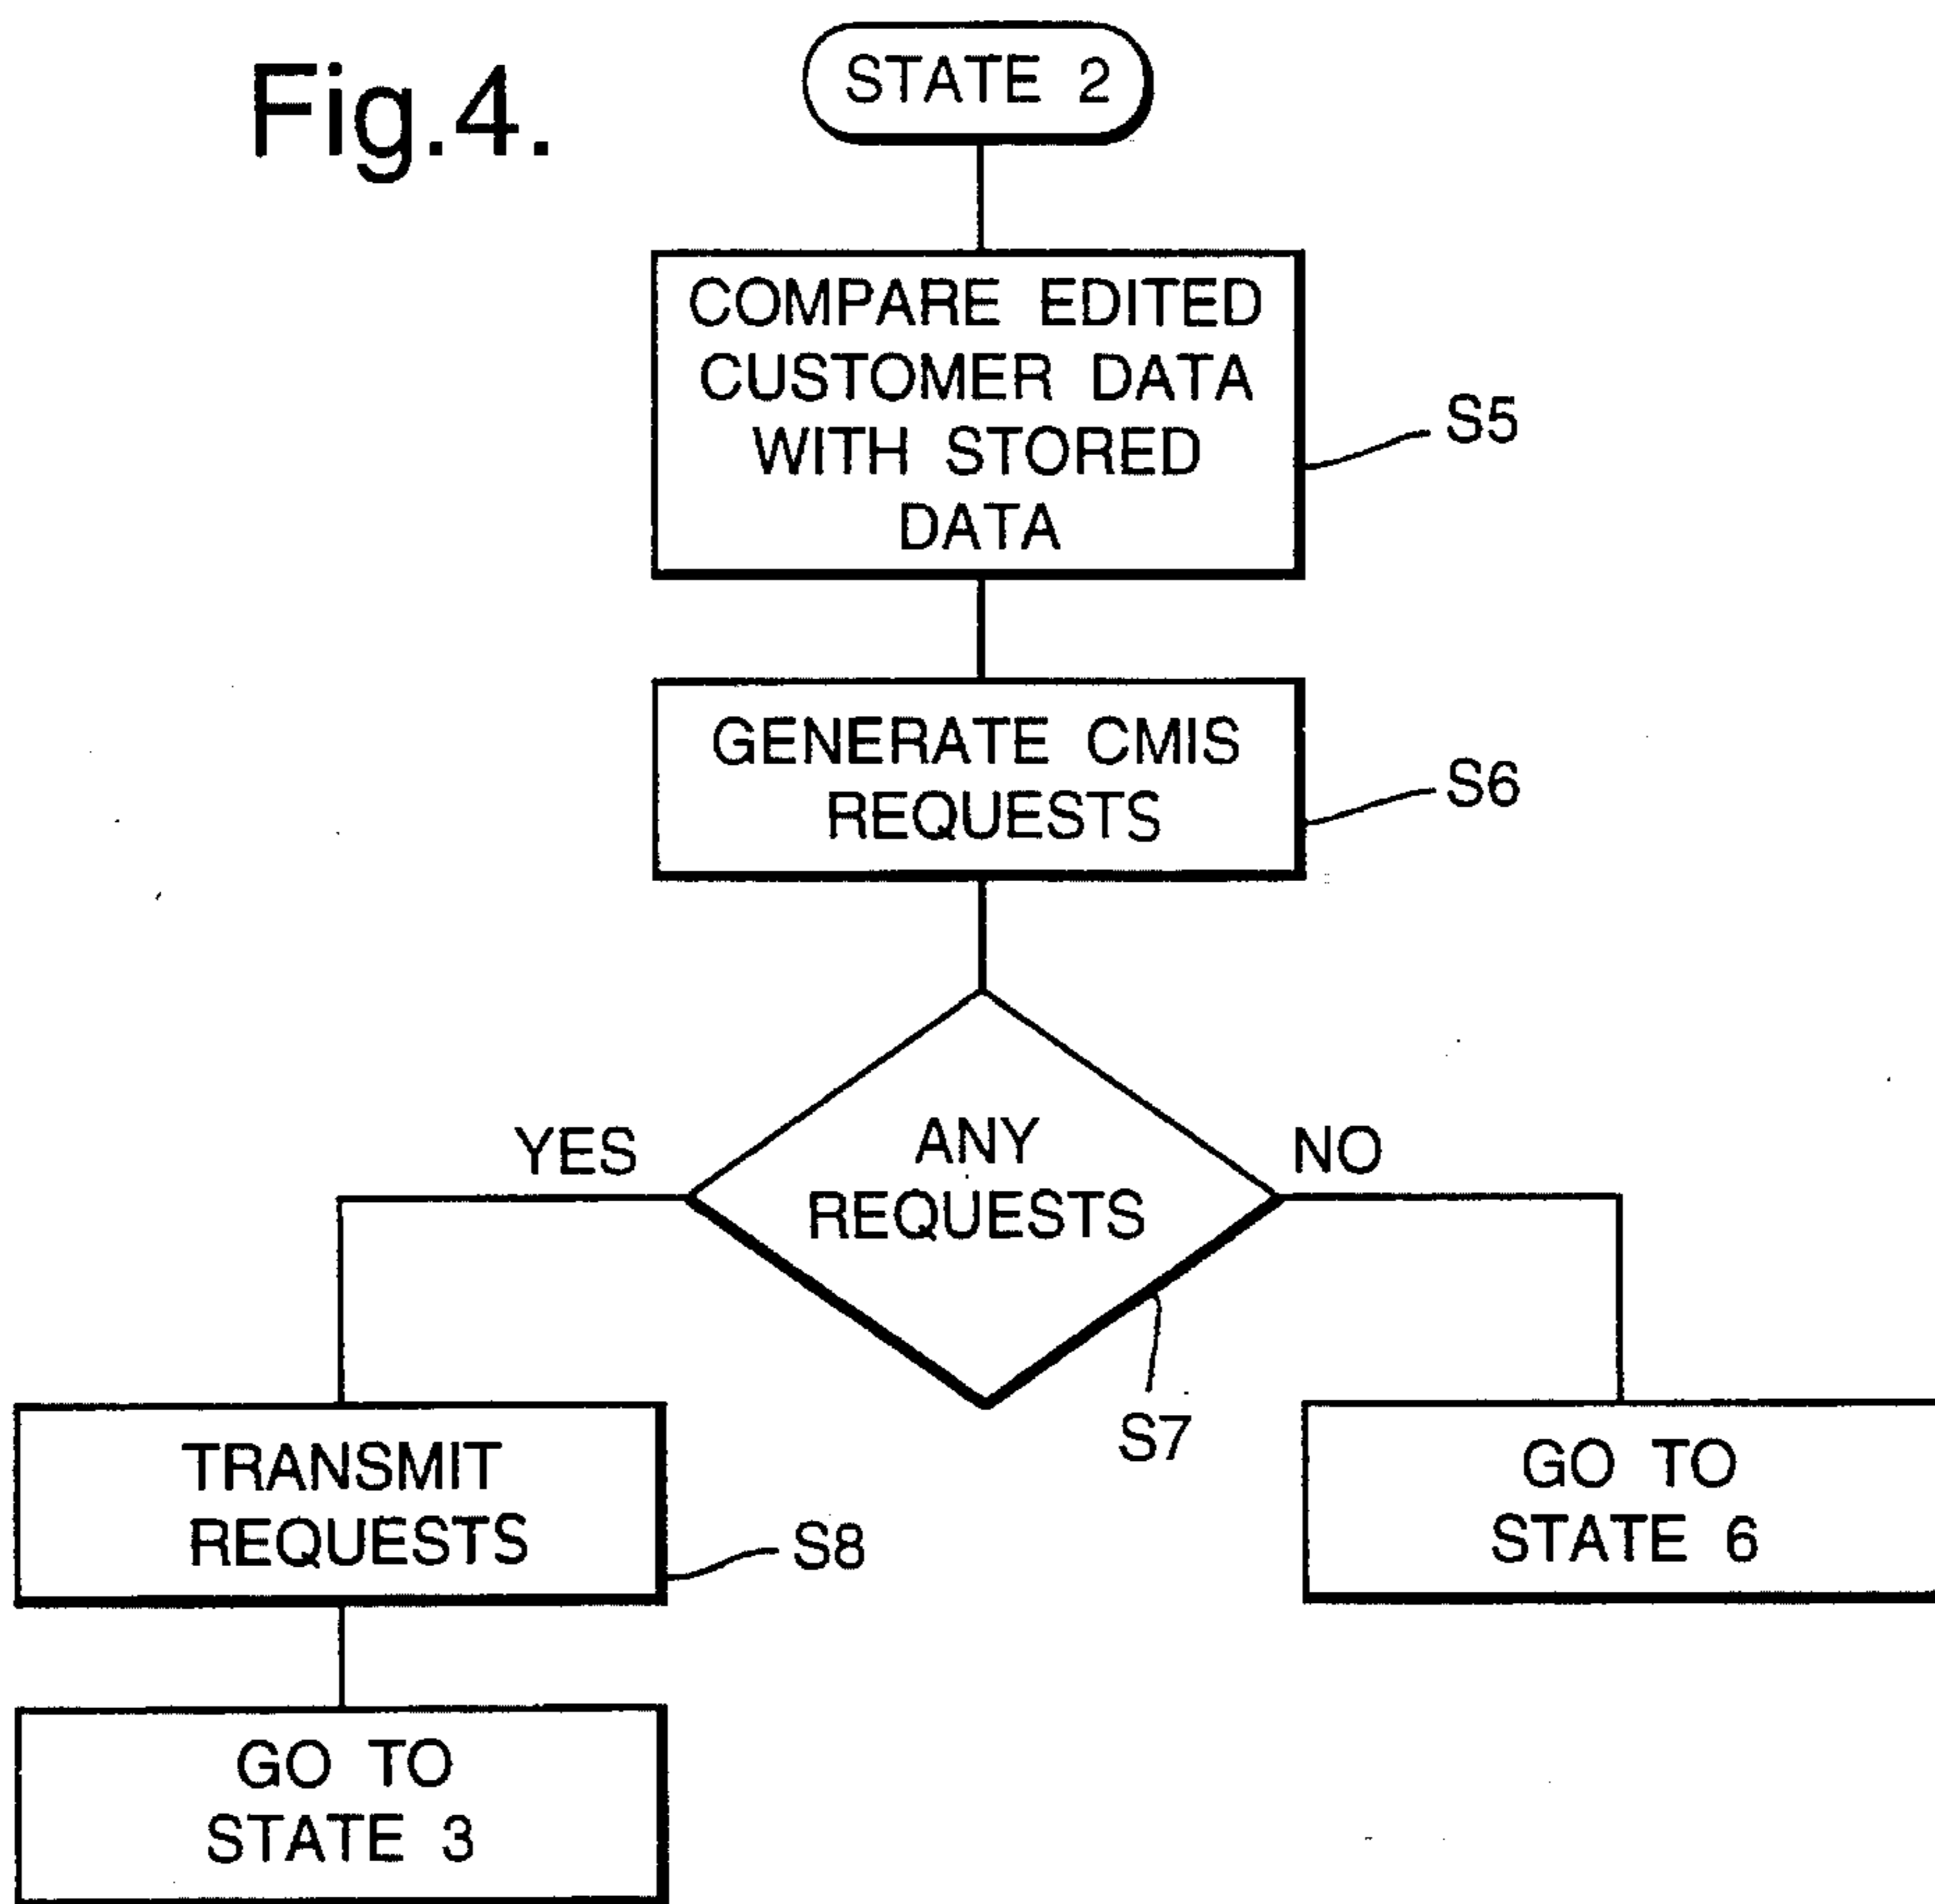 Fig.4.
STATE 2
COMPARE EDITED
CUSTOMER DATA
WITH STORED
DATA
S5
GENERATE CMIS
REQUESTS
S6
YES
ANY
REQUESTS
NO
S7
TRANSMIT
REQUESTS
S8
GO TO
STATE 6
GO TO
STATE 3